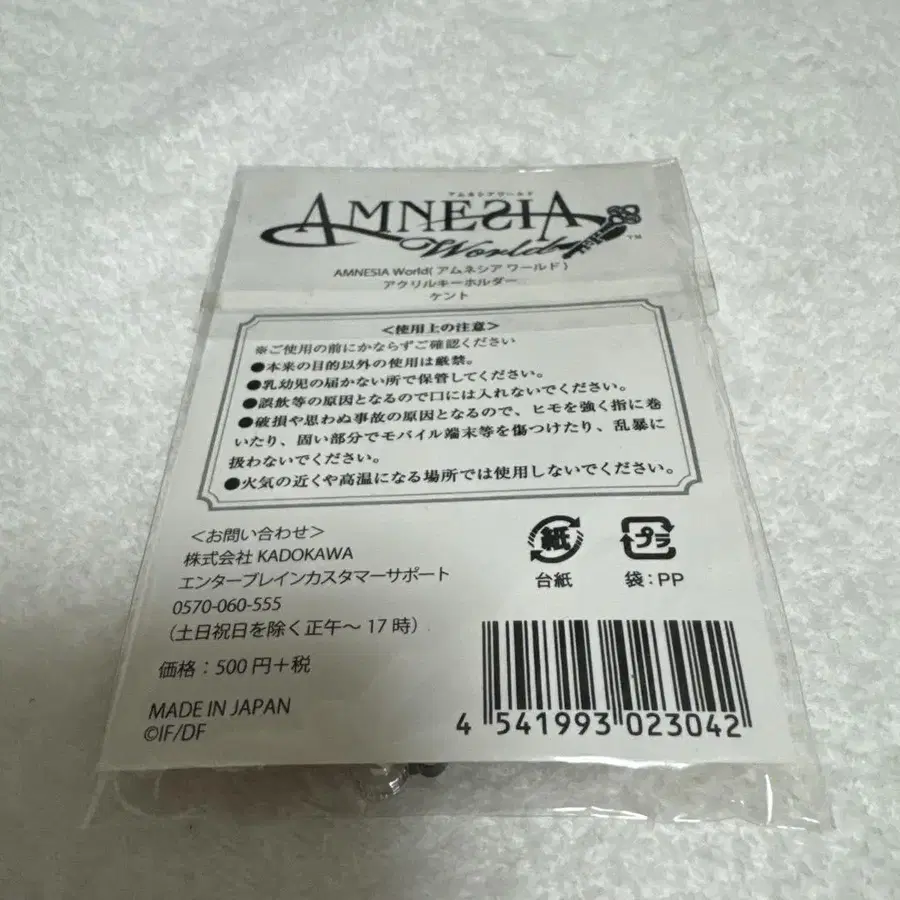 アムネシアワールド
AMNESIA
World ™
AMNESIA World(アムネシア ワールド)
アクリルキーホルダー
ケント
＜使用上の注意＞
※ご使用の前にかならずご確認ください
●本来の目的以外の使用は厳禁。
●乳幼児の届かない所で保管してください。
●誤飲等の原因となるので口には入れないでください。
●破損や思わぬ事故の原因となるので、ヒモを強く指に巻
いたり、固い部分でモバイル端末等を傷つけたり、乱暴に
扱わないでください。
●火気の近くや高温になる場所では使用しないでください。
＜お問い合わせ＞
株式会社 KADOKAWA
エンターブレインカスタマーサポート
0570-060-555
(土日祝日を除く正午～17時)
価格：500円＋税
MADE IN JAPAN
©IF/DF
紙
台紙
プラ
袋：PP
4 541993 023042